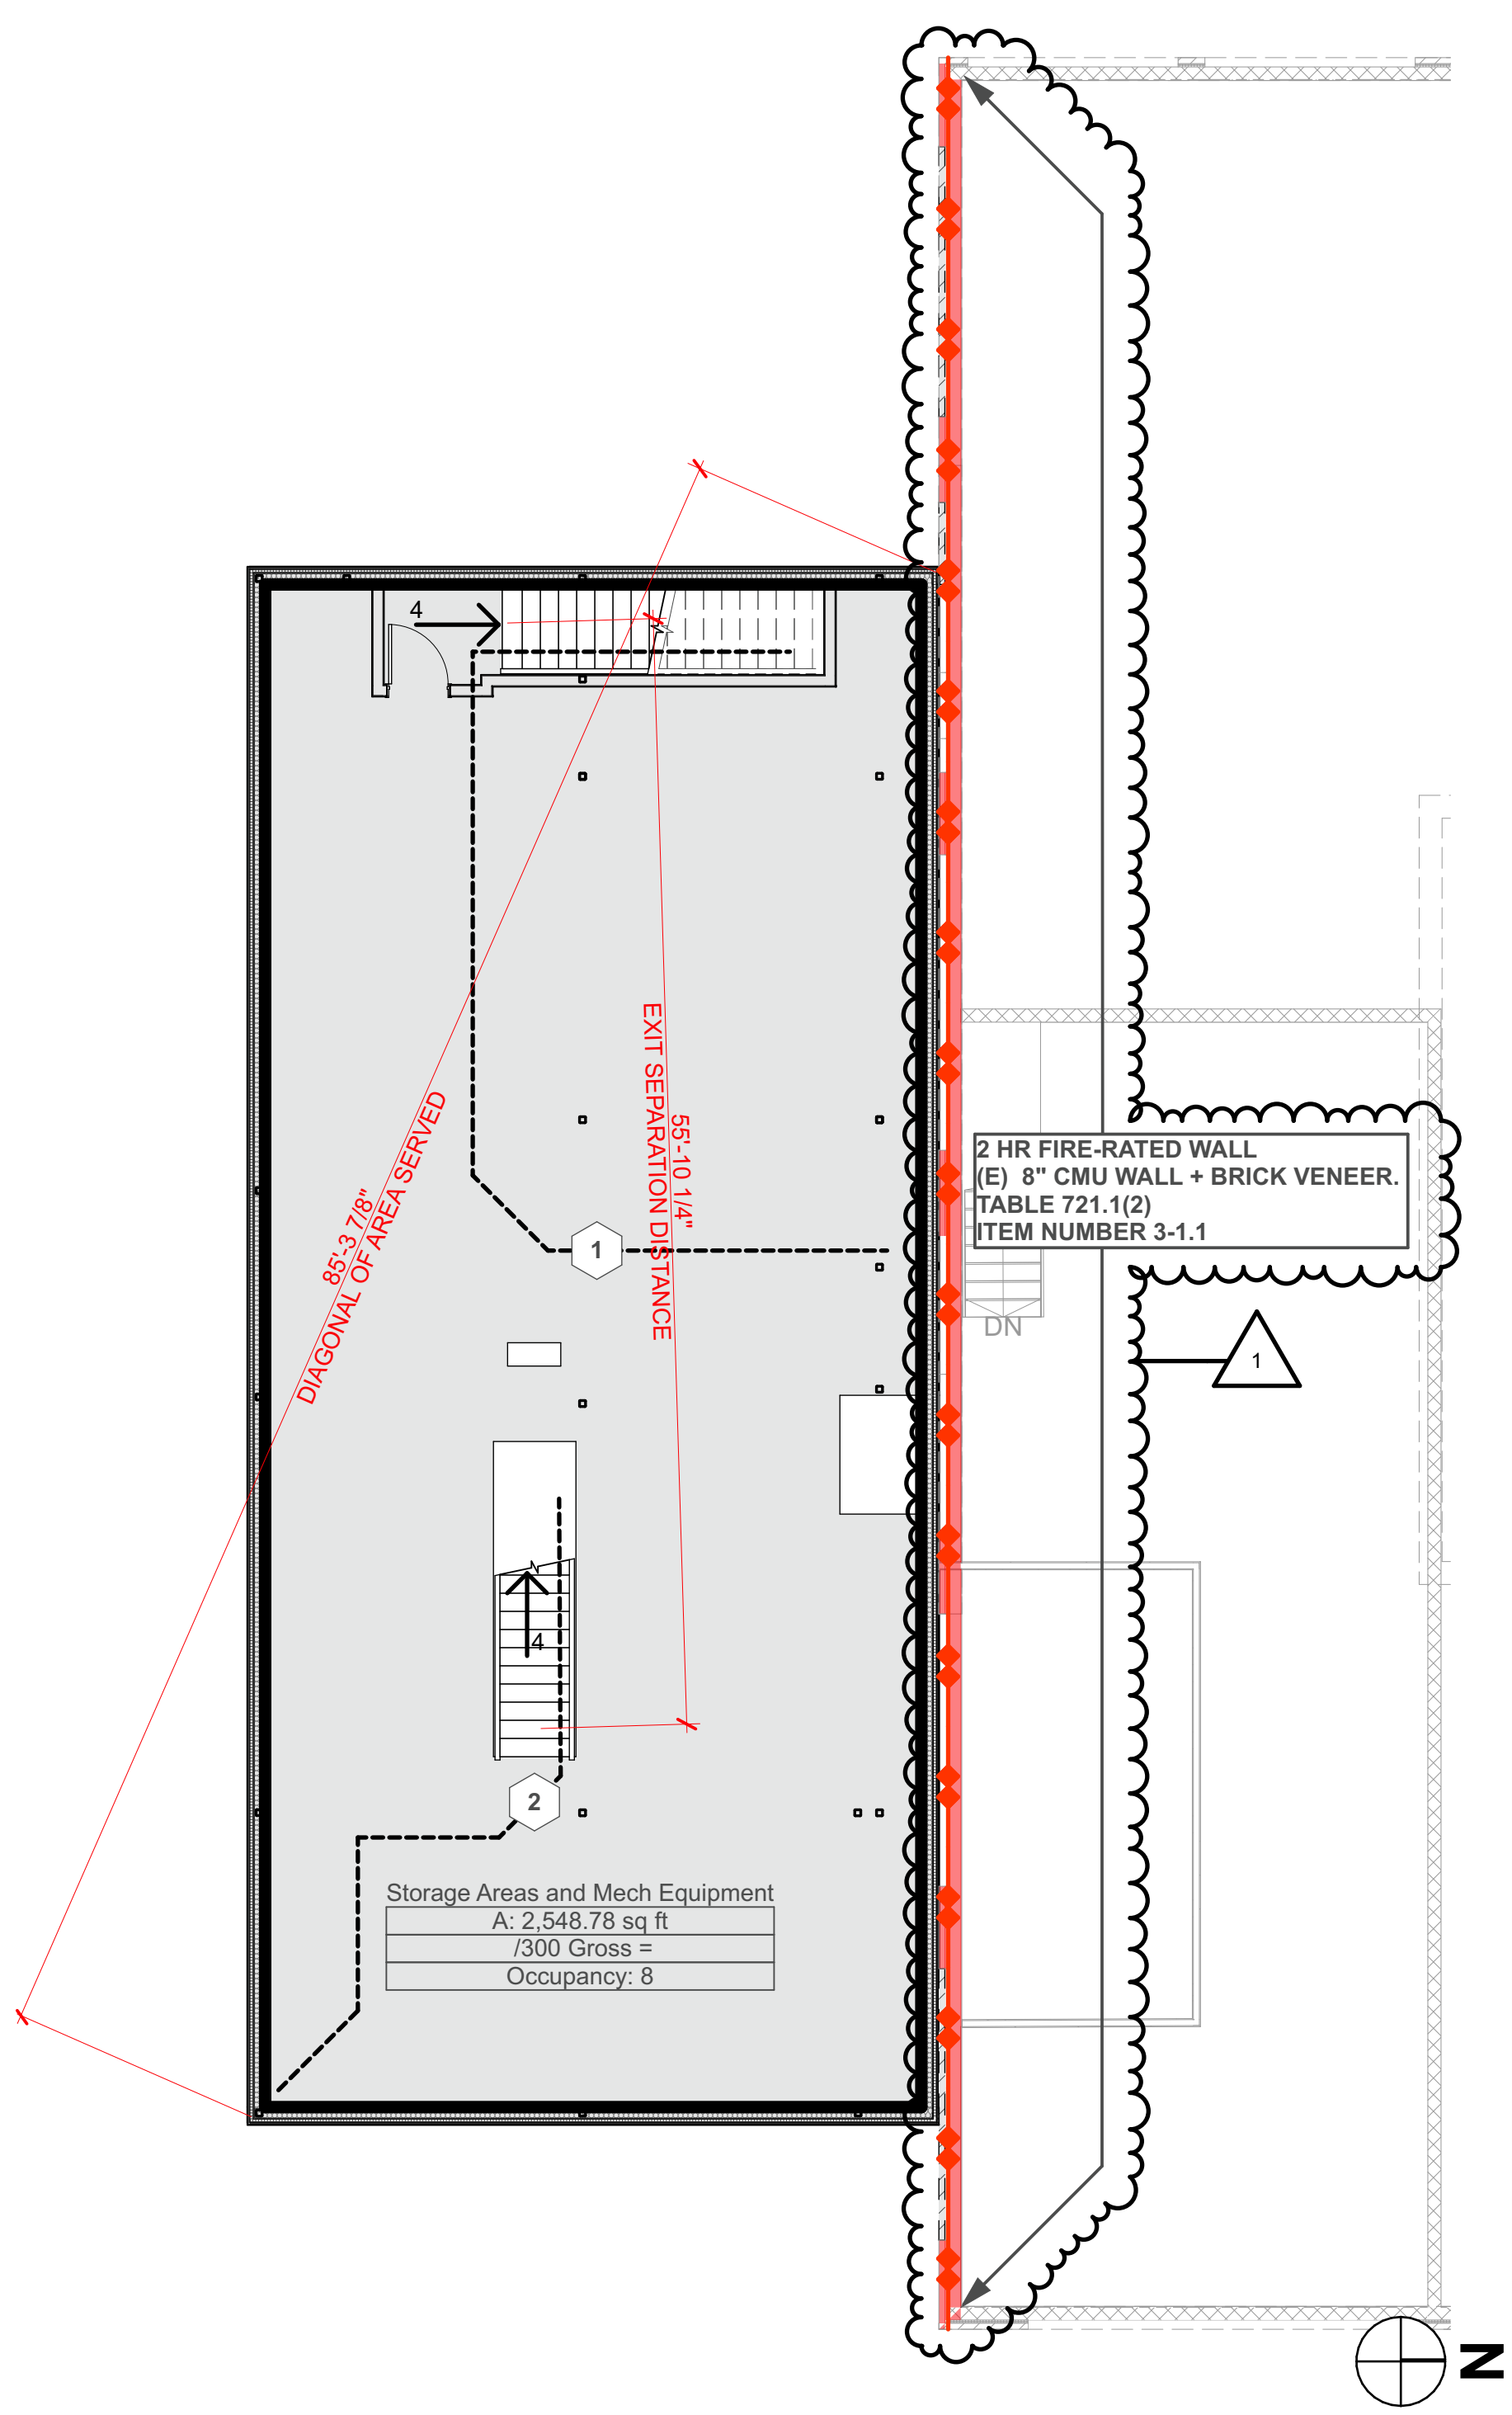 4
85'-3 7/8"
DIAGONAL OF AREA SERVED
55'-10 1/4"
EXIT SEPARATION DISTANCE
1
2 HR FIRE-RATED WALL
(E)  8" CMU WALL + BRICK VENEER.
TABLE 721.1(2)
ITEM NUMBER 3-1.1
DN
1
4
2
Storage Areas and Mech Equipment
A: 2,548.78 sq ft
/300 Gross =
Occupancy: 8
N